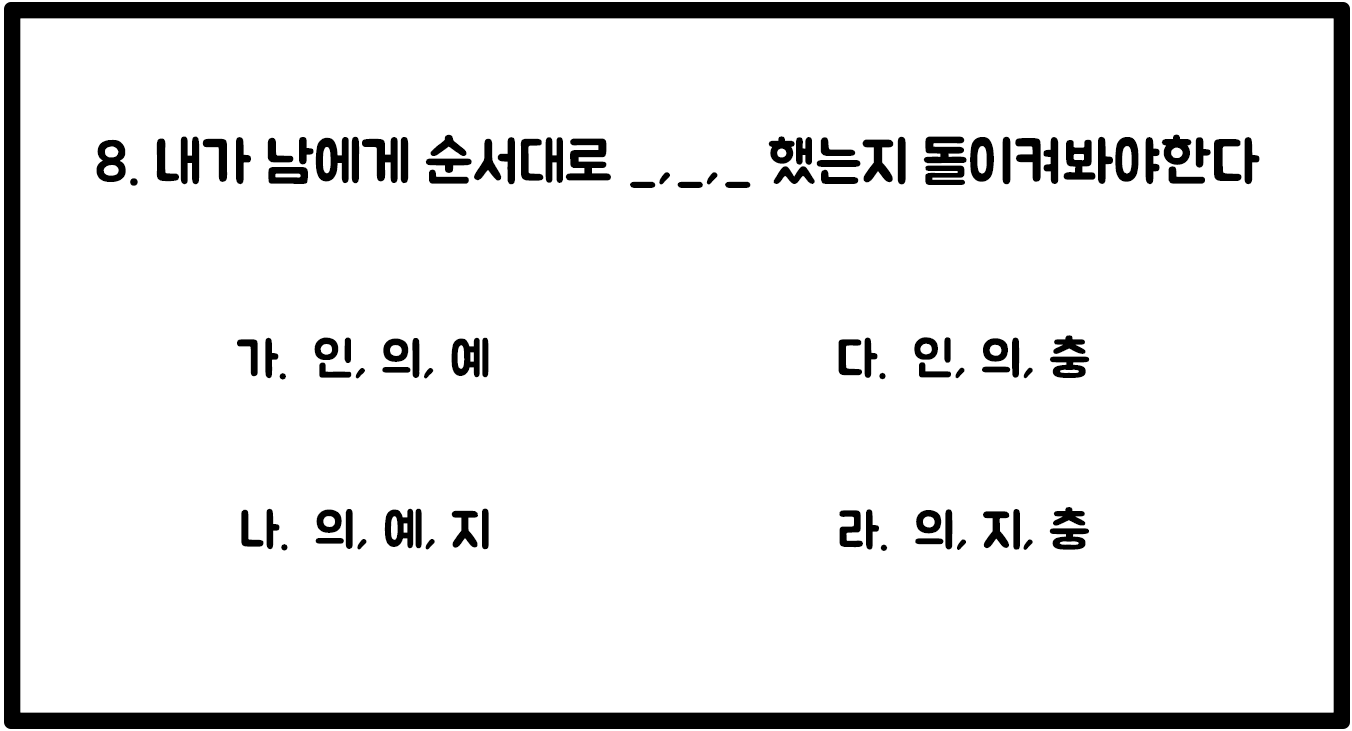 8. 내가 남에게 순서대로 _,_,_ 했는지 돌이켜봐야한다
가. 인, 의, 예
다. 인, 의, 충
나. 의, 예, 지
라. 의, 지, 충